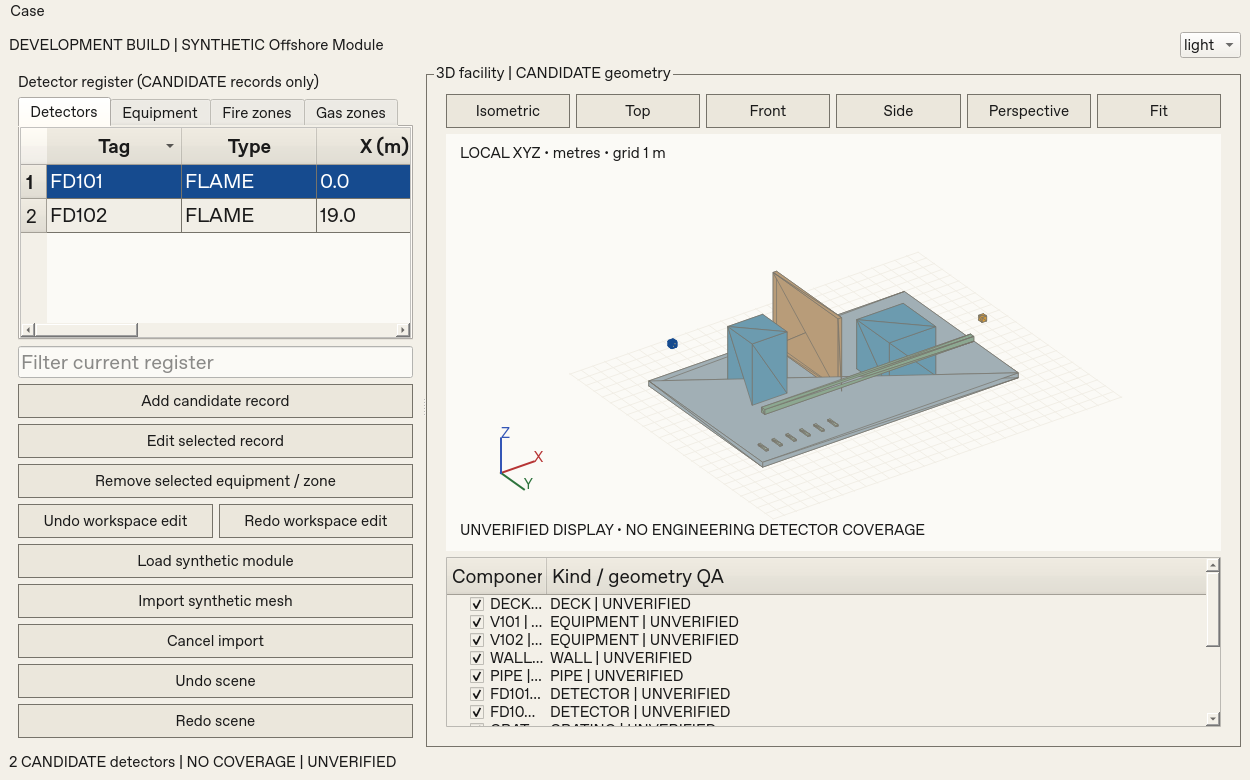 Case
DEVELOPMENT BUILD | SYNTHETIC Offshore Module
light
Detector register (CANDIDATE records only)
Detectors Equipment Fire zones Gas zones
Tag Type X (m)
1 FD101 FLAME 0.0
2 FD102 FLAME 19.0
Filter current register
Add candidate record
Edit selected record
Remove selected equipment / zone
Undo workspace edit Redo workspace edit
Load synthetic module
Import synthetic mesh
Cancel import
Undo scene
Redo scene
3D facility | CANDIDATE geometry
Isometric Top Front Side Perspective Fit
LOCAL XYZ • metres • grid 1 m
Z
X
Y
UNVERIFIED DISPLAY • NO ENGINEERING DETECTOR COVERAGE
Componer Kind / geometry QA
DECK... DECK | UNVERIFIED
V101 | ... EQUIPMENT | UNVERIFIED
V102 | ... EQUIPMENT | UNVERIFIED
WALL... WALL | UNVERIFIED
PIPE |... PIPE | UNVERIFIED
FD101... DETECTOR | UNVERIFIED
FD10... DETECTOR | UNVERIFIED
2 CANDIDATE detectors | NO COVERAGE | UNVERIFIED